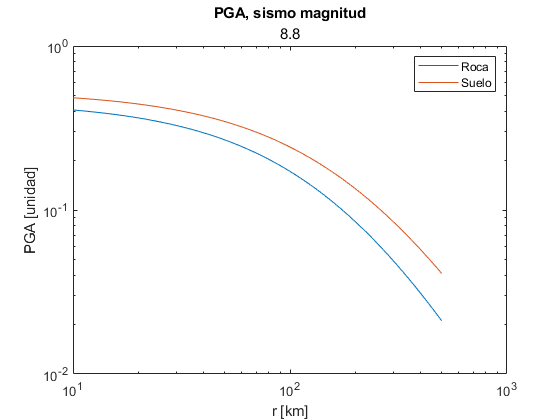 PGA, sismo magnitud
8.8
10^0
Roca
Suelo
PGA [unidad]
10^-1
10^-2
10^1
10^2
10^3
r [km]